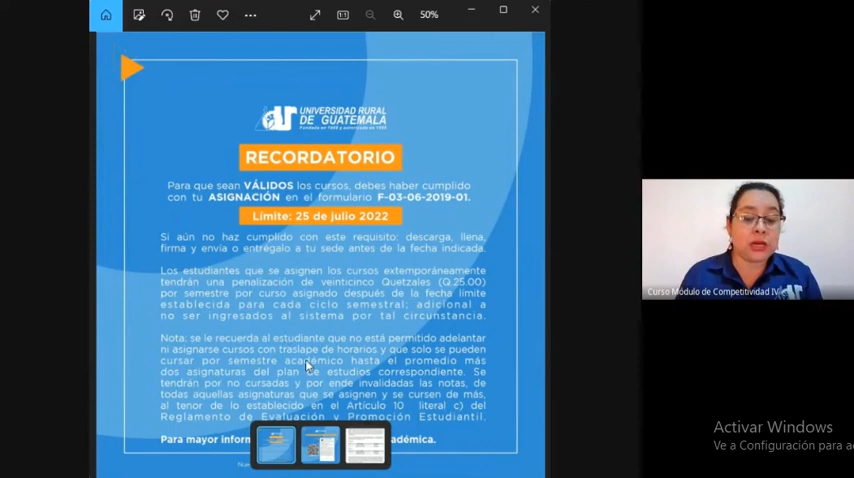 50%
UNIVERSIDAD RURAL
DE GUATEMALA
RECORDATORIO
Para que sean VÁLIDOS los cursos, debes haber cumplido
con tu ASIGNACIÓN en el formulario F-03-06-2019-01.
Límite: 25 de julio 2022
Si aún no haz cumplido con este requisito: descarga, llena,
firma y envía o entrégalo a tu sede antes de la fecha indicada.
Los estudiantes que se asignen los cursos extemporáneamente
tendrán una penalización de veinticinco Quetzales (Q.25.00)
por semestre por curso asignado después de la fecha límite
establecida para cada ciclo semestral; adicional a
no ser ingresados al sistema por tal circunstancia.
Nota: se le recuerda al estudiante que no está permitido adelantar
ni asignarse cursos con traslape de horarios y que solo se pueden
cursar por semestre académico hasta el promedio más
dos asignaturas del plan de estudios correspondiente. Se
tendrán por no cursadas y por ende invalidadas las notas, de
todas aquellas asignaturas que se asignen y se cursen de más,
al tenor de lo establecido en el Artículo 10 literal c) del
Reglamento de Evaluación y Promoción Estudiantil.
Para mayor inform
adémica.
Curso Módulo de Competitividad IV
Activar Windows
Ve a Configuración para a